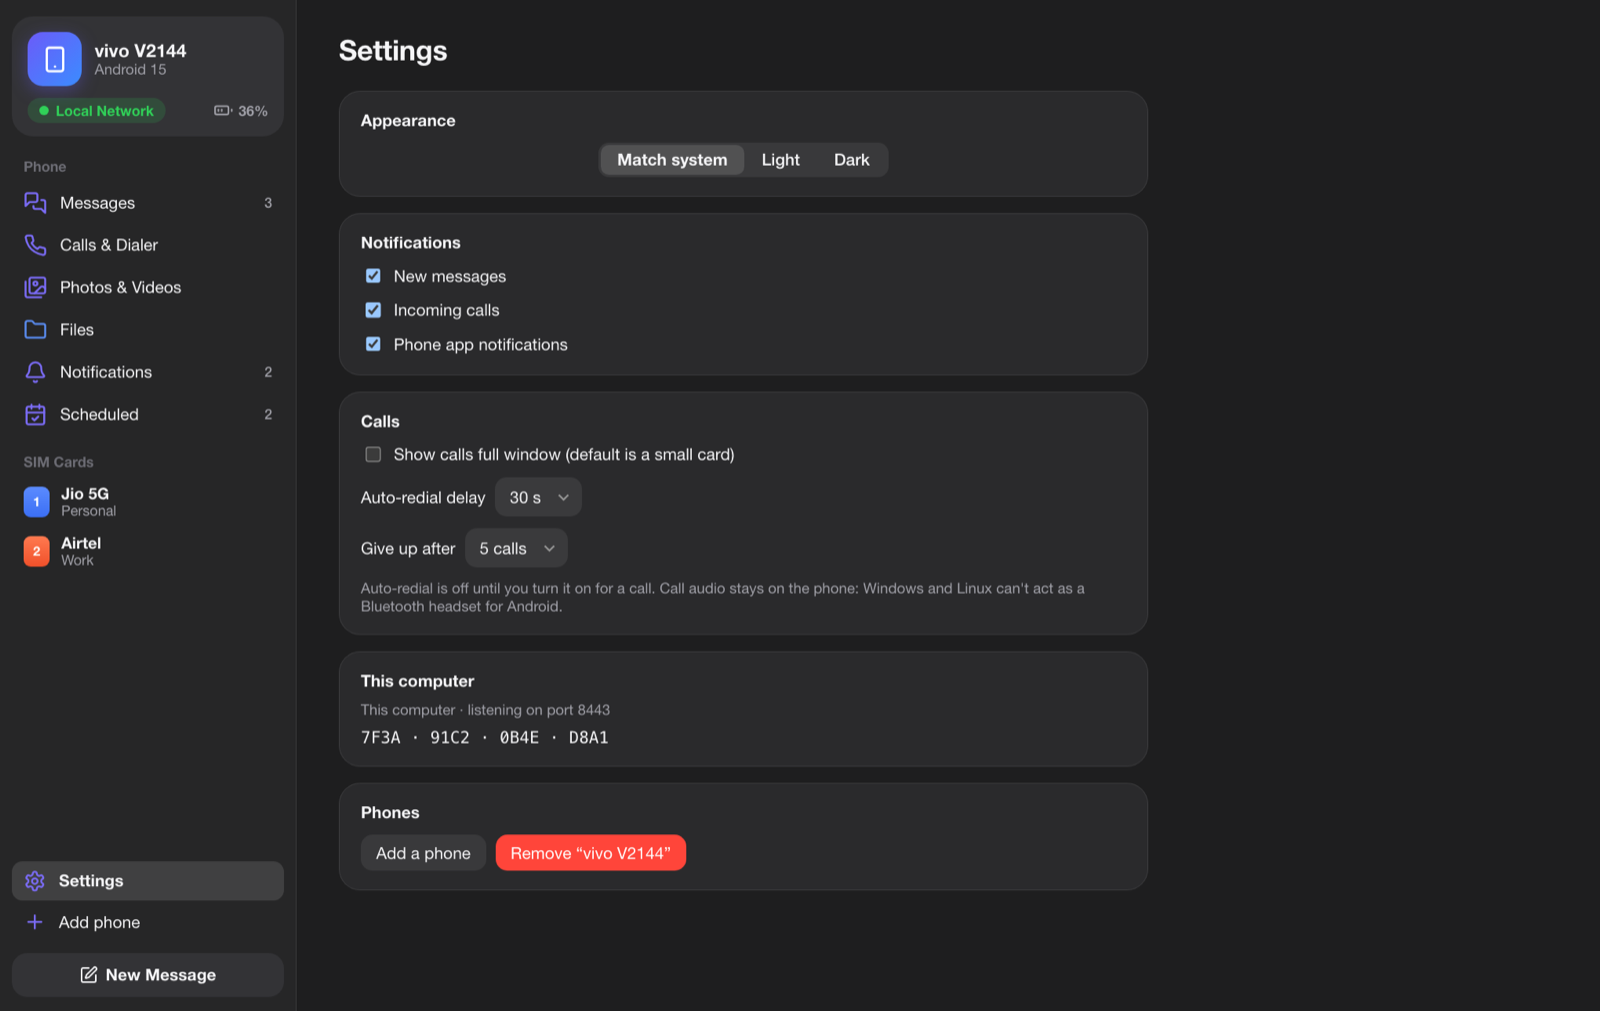 vivo V2144
Android 15
Local Network
36%
Phone
Messages 3
Calls & Dialer
Photos & Videos
Files
Notifications 2
Scheduled 2
SIM Cards
1
Jio 5G
Personal
2
Airtel
Work
Settings
Add phone
New Message
Settings
Appearance
Match system Light Dark
Notifications
New messages
Incoming calls
Phone app notifications
Calls
Show calls full window (default is a small card)
Auto-redial delay 30 s
Give up after 5 calls
Auto-redial is off until you turn it on for a call. Call audio stays on the phone: Windows and Linux can't act as a
Bluetooth headset for Android.
This computer
This computer · listening on port 8443
7F3A · 91C2 · 0B4E · D8A1
Phones
Add a phone Remove “vivo V2144”